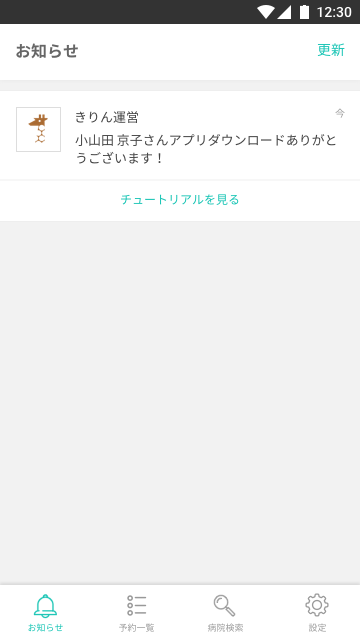 12:30
お知らせ
更新
きりん運営
今
小山田 京子さんアプリダウンロードありがと
うございます！
チュートリアルを見る
お知らせ
予約一覧
病院検索
設定